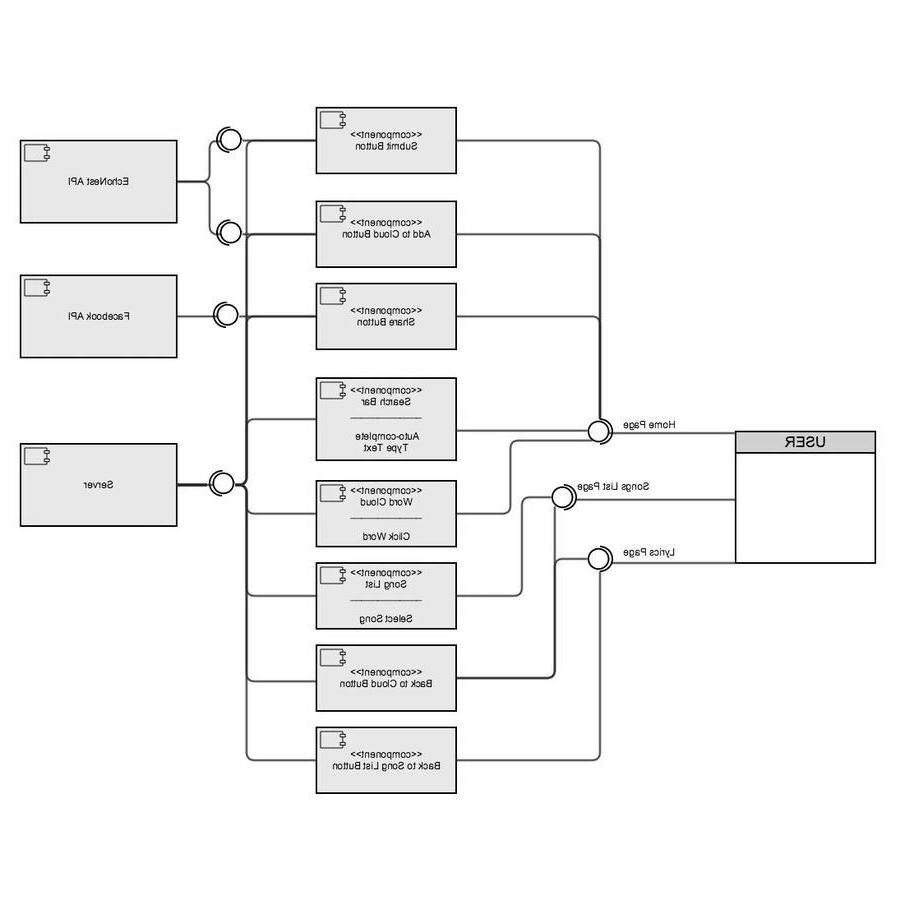 <<component>>
Submit Button
EchoNest API
<<component>>
Add to Cloud Button
<<component>>
Share Button
Facebook API
<<component>>
Search Bar
Auto-complete
Type Text
Home Page
USER
Server
<<component>>
Word Cloud
Click Word
Songs List Page
Lyrics Page
<<component>>
Song List
Select Song
<<component>>
Back to Cloud Button
<<component>>
Back to Song List Button